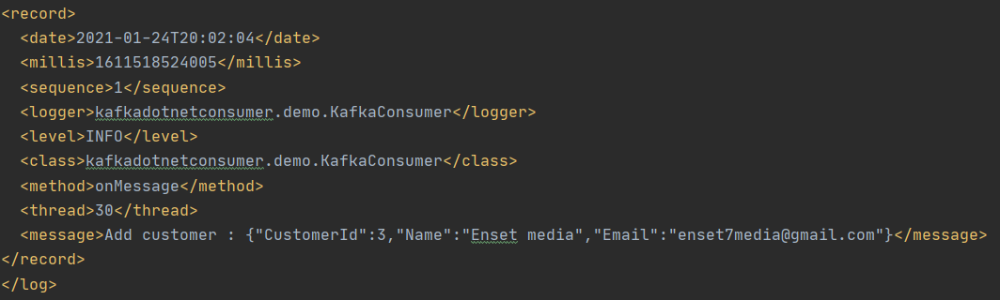 <record>
  <date>2021-01-24T20:02:04</date>
  <millis>1611518524005</millis>
  <sequence>1</sequence>
  <logger>kafkadotnetconsumer.demo.KafkaConsumer</logger>
  <level>INFO</level>
  <class>kafkadotnetconsumer.demo.KafkaConsumer</class>
  <method>onMessage</method>
  <thread>30</thread>
  <message>Add customer : {"CustomerId":3,"Name":"Enset media","Email":"enset7media@gmail.com"}</message>
</record>
</log>